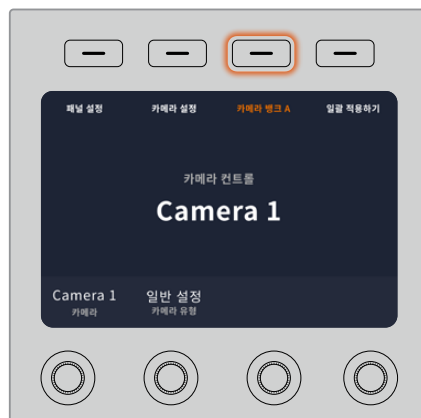 패널 설정 카메라 설정 카메라 뱅크 A 일괄 적용하기
카메라 컨트롤
Camera 1
Camera 1 일반 설정
카메라 카메라 유형